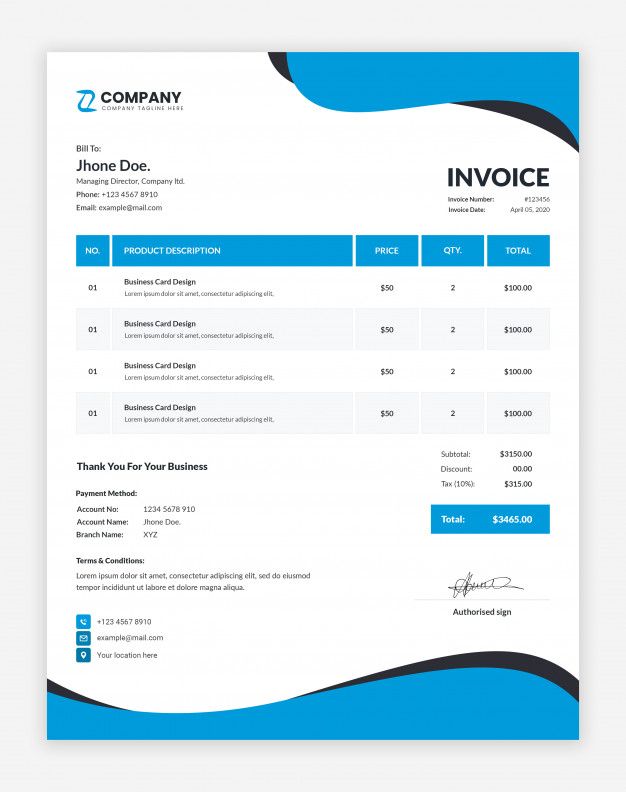 COMPANY
COMPANY TAGLINE HERE
Bill To:
Jhone Doe.
Managing Director, Company ltd.
Phone: +123 4567 8910
Email: example@mail.com
INVOICE
Invoice Number: #123456
Invoice Date: April 05, 2020
NO. PRODUCT DESCRIPTION PRICE QTY. TOTAL
01 Business Card Design $50 2 $100.00
Lorem ipsum dolor sit amet, consectetur adipiscing elit,
01 Business Card Design $50 2 $100.00
Lorem ipsum dolor sit amet, consectetur adipiscing elit,
01 Business Card Design $50 2 $100.00
Lorem ipsum dolor sit amet, consectetur adipiscing elit,
01 Business Card Design $50 2 $100.00
Lorem ipsum dolor sit amet, consectetur adipiscing elit,
Subtotal: $3150.00
Discount: 00.00
Tax (10%): $315.00
Total: $3465.00
Thank You For Your Business
Payment Method:
Account No: 1234 5678 910
Account Name: Jhone Doe.
Branch Name: XYZ
Terms & Conditions:
Lorem ipsum dolor sit amet, consectetur adipiscing elit, sed do eiusmod
tempor incididunt ut labore et dolore magna aliqua.
Authorised sign
+123 4567 8910
example@mail.com
Your location here